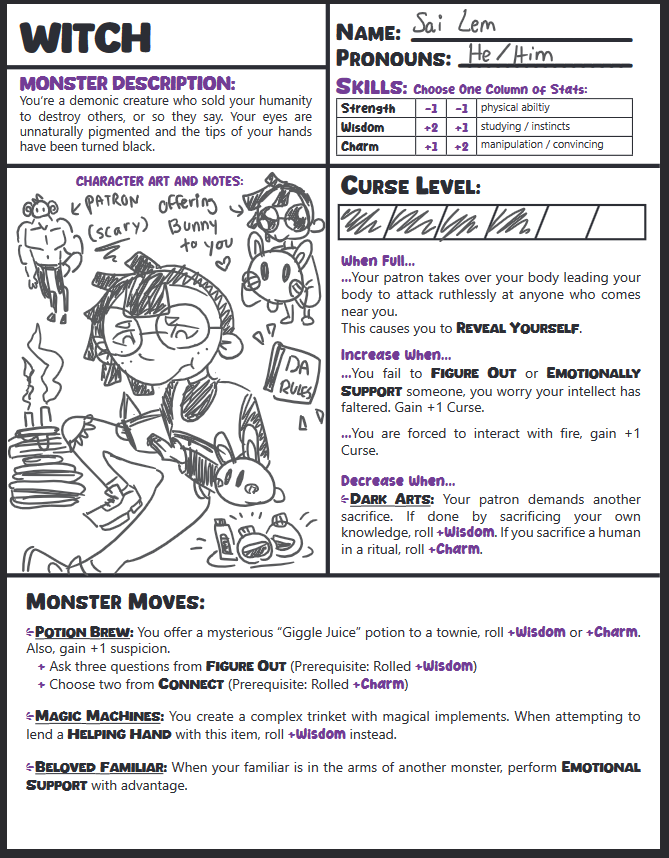 WITCH
NAME: Sai Lem
PRONOUNS: He/Him
MONSTER DESCRIPTION:
You're a demonic creature who sold your humanity
to destroy others, or so they say. Your eyes are
unnaturally pigmented and the tips of your hands
have been turned black.
SKILLS: Choose One Column of Stats:
Strength -1 -1 physical abiltiy
Wisdom +2 +1 studying / instincts
Charm +1 +2 manipulation / convincing
CHARACTER ART AND NOTES:
PATRON
(scary)
offering
Bunny
to you
DA
RULES
CURSE LEVEL:
When Full...
...Your patron takes over your body leading your
body to attack ruthlessly at anyone who comes
near you.
This causes you to REVEAL YOURSELF.
Increase When...
...You fail to FIGURE OUT or EMOTIONALLY
SUPPORT someone, you worry your intellect has
faltered. Gain +1 Curse.
...You are forced to interact with fire, gain +1
Curse.
Decrease When...
DARK ARTS: Your patron demands another
sacrifice. If done by sacrificing your own
knowledge, roll +Wisdom. If you sacrifice a human
in a ritual, roll +Charm.
MONSTER MOVES:
POTION BREW: You offer a mysterious "Giggle Juice" potion to a townie, roll +Wisdom or +Charm.
Also, gain +1 suspicion.
+ Ask three questions from FIGURE OUT (Prerequisite: Rolled +Wisdom)
+ Choose two from CONNECT (Prerequisite: Rolled +Charm)
MAGIC MACHINES: You create a complex trinket with magical implements. When attempting to
lend a HELPING HAND with this item, roll +Wisdom instead.
BELOVED FAMILIAR: When your familiar is in the arms of another monster, perform EMOTIONAL
SUPPORT with advantage.